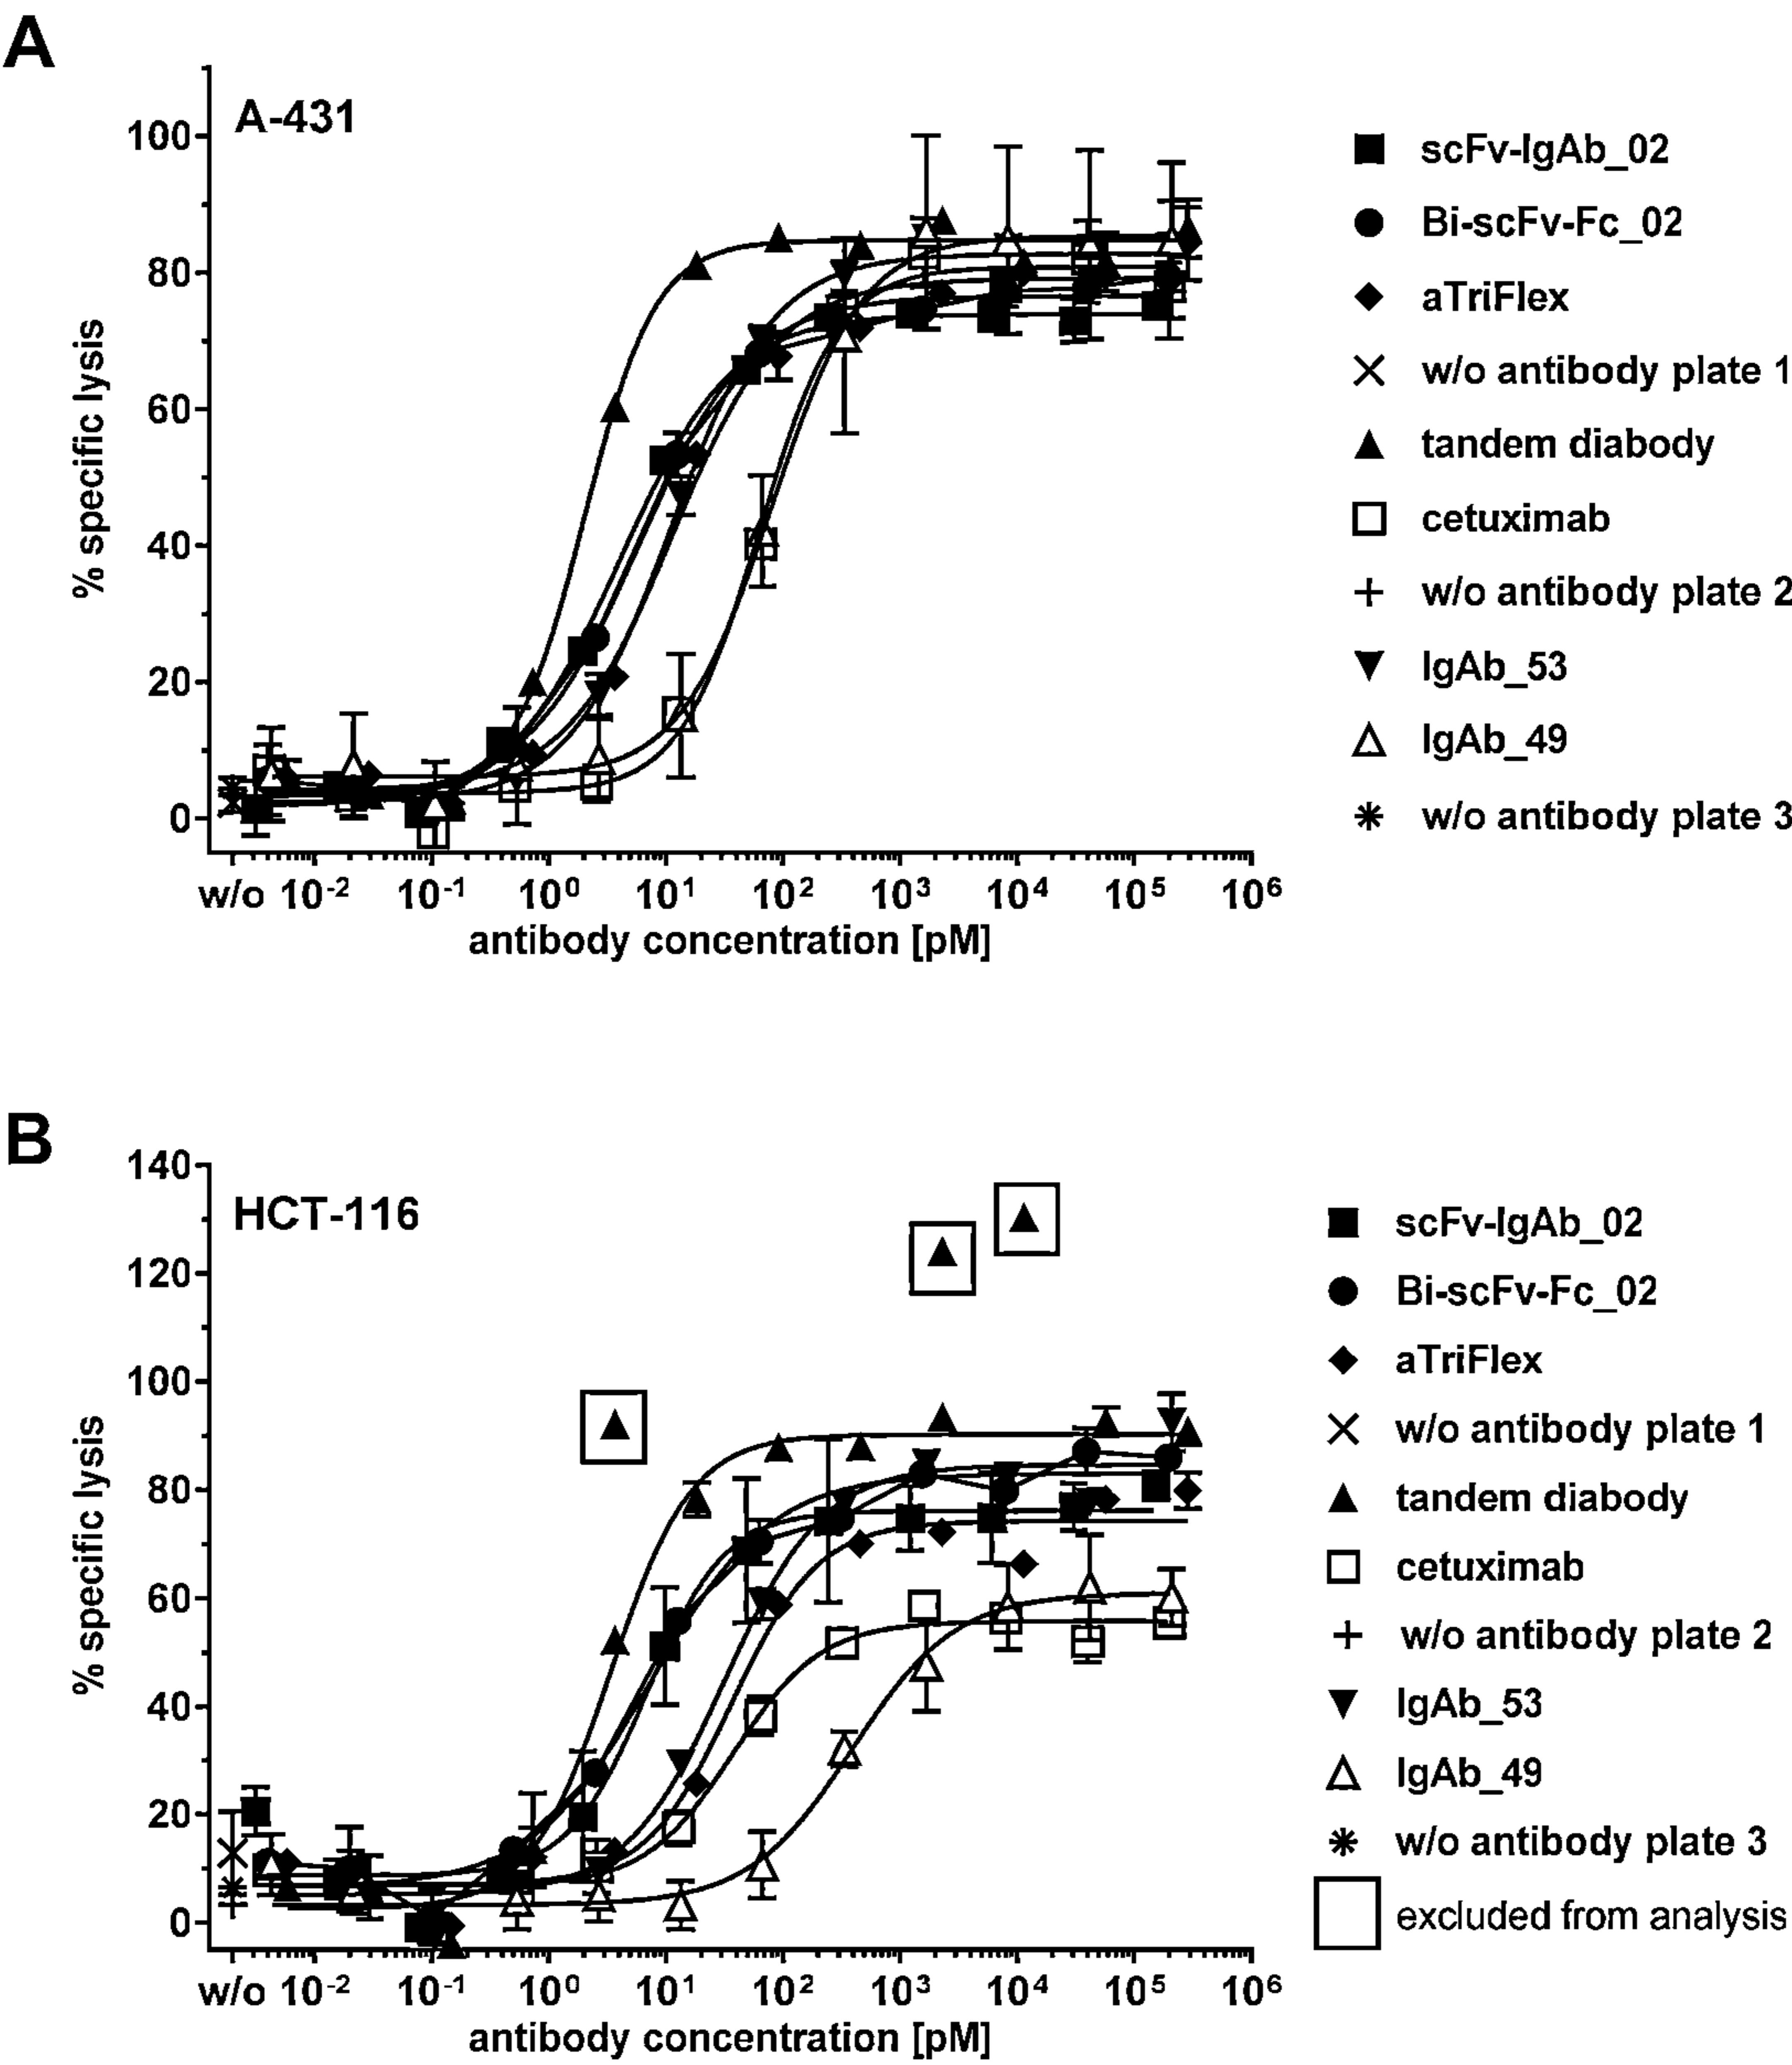 A
A-431
100
80
60
40
20
0
% specific lysis
w/o 10⁻² 10⁻¹ 10⁰ 10¹ 10² 10³ 10⁴ 10⁵ 10⁶
antibody concentration [pM]
scFv-IgAb_02
Bi-scFv-Fc_02
aTriFlex
w/o antibody plate 1
tandem diabody
cetuximab
w/o antibody plate 2
IgAb_53
IgAb_49
w/o antibody plate 3
B
HCT-116
140
120
100
80
60
40
20
0
% specific lysis
w/o 10⁻² 10⁻¹ 10⁰ 10¹ 10² 10³ 10⁴ 10⁵ 10⁶
antibody concentration [pM]
scFv-IgAb_02
Bi-scFv-Fc_02
aTriFlex
w/o antibody plate 1
tandem diabody
cetuximab
w/o antibody plate 2
IgAb_53
IgAb_49
w/o antibody plate 3
excluded from analysis